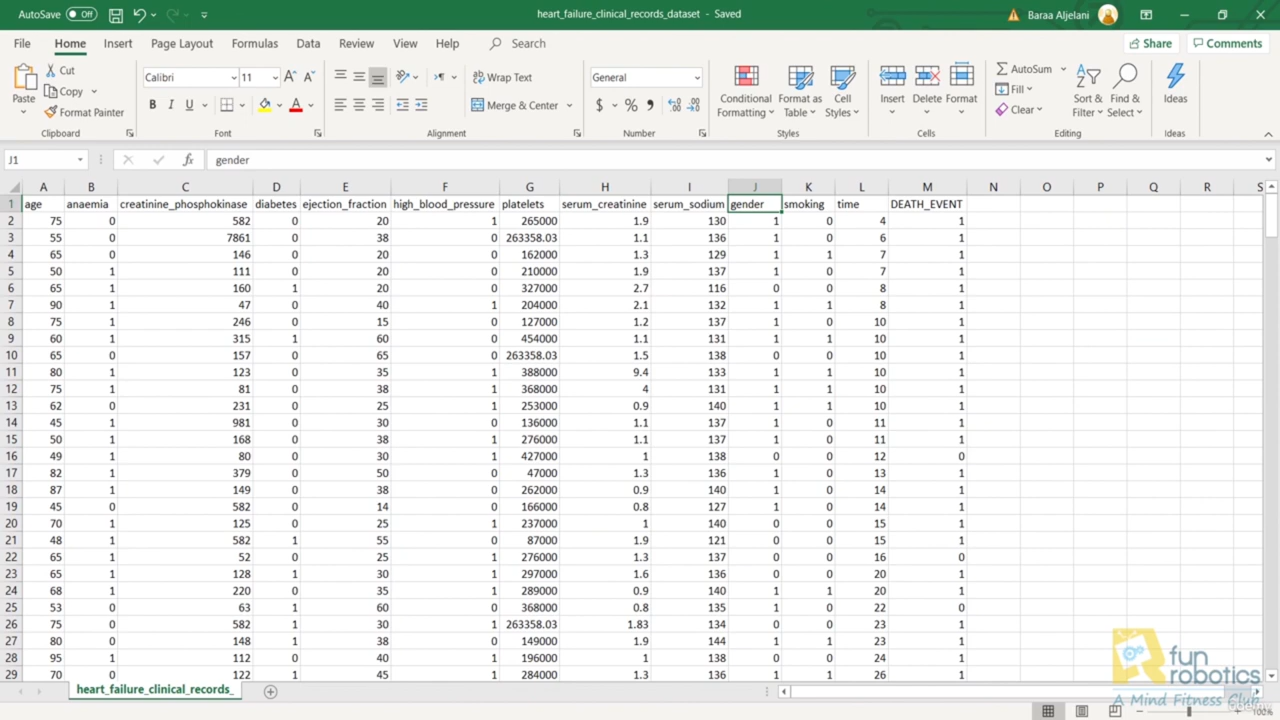 AutoSave Off heart_failure_clinical_records_dataset - Saved Baraa Aljelani
File Home Insert Page Layout Formulas Data Review View Help Search Share Comments
Paste Cut Copy Format Painter Calibri 11 Wrap Text Merge & Center General Conditional Formatting Format as Table Cell Styles Insert Delete Format AutoSum Fill Clear Sort & Filter Find & Select Ideas
Clipboard Font Alignment Number Styles Cells Editing Ideas
J1 fx gender
A B C D E F G H I J K L M N O P Q R S
1 age anaemia creatinine_phosphokinase diabetes ejection_fraction high_blood_pressure platelets serum_creatinine serum_sodium gender smoking time DEATH_EVENT
2 75 0 582 0 20 1 265000 1.9 130 1 0 4 1
3 55 0 7861 0 38 0 263358.03 1.1 136 1 0 6 1
4 65 0 146 0 20 0 162000 1.3 129 1 1 7 1
5 50 1 111 0 20 0 210000 1.9 137 1 0 7 1
6 65 1 160 1 20 0 327000 2.7 116 0 0 8 1
7 90 1 47 0 40 1 204000 2.1 132 1 1 8 1
8 75 1 246 0 15 0 127000 1.2 137 1 0 10 1
9 60 1 315 1 60 0 454000 1.1 131 1 1 10 1
10 65 0 157 0 65 0 263358.03 1.5 138 0 0 10 1
11 80 1 123 0 35 1 388000 9.4 133 1 1 10 1
12 75 1 81 0 38 1 368000 4 131 1 1 10 1
13 62 0 231 0 25 1 253000 0.9 140 1 1 10 1
14 45 1 981 0 30 0 136000 1.1 137 1 0 11 1
15 50 1 168 0 38 1 276000 1.1 137 1 0 11 1
16 49 1 80 0 30 1 427000 1 138 0 0 12 0
17 82 1 379 0 50 0 47000 1.3 136 1 0 13 1
18 87 1 149 0 38 0 262000 0.9 140 1 0 14 1
19 45 0 582 0 14 0 166000 0.8 127 1 0 14 1
20 70 1 125 0 25 1 237000 1 140 0 0 15 1
21 48 1 582 1 55 0 87000 1.9 121 0 0 15 1
22 65 1 52 0 25 1 276000 1.3 137 0 0 16 0
23 65 1 128 1 30 1 297000 1.6 136 0 0 20 1
24 68 1 220 0 35 1 289000 0.9 140 1 1 20 1
25 53 0 63 1 60 0 368000 0.8 135 1 0 22 0
26 75 0 582 1 30 1 263358.03 1.83 134 0 0 23 1
27 80 0 148 1 38 0 149000 1.9 144 1 1 23 1
28 95 1 112 0 40 1 196000 1 138 0 0 24 1
29 70 0 122 1 45 1 284000 1.3 136 1 1 26 1
heart_failure_clinical_records_
fun
robotics
A Mind Fitness Club
100%